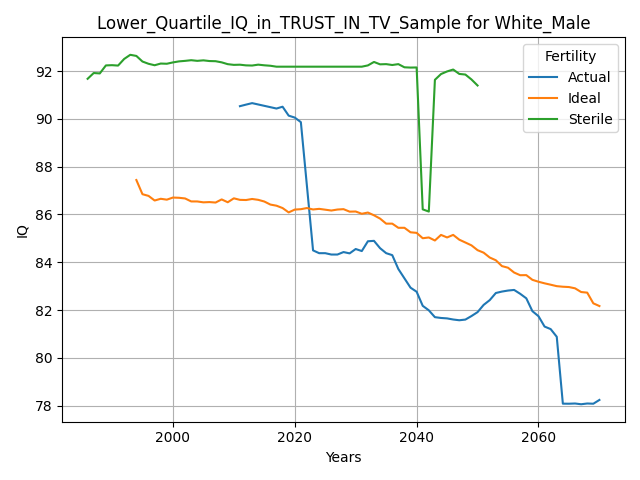 Lower_Quartile_IQ_in_TRUST_IN_TV_Sample for White_Male
Fertility
Actual
Ideal
Sterile
IQ
92
90
88
86
84
82
80
78
2000
2020
2040
2060
Years